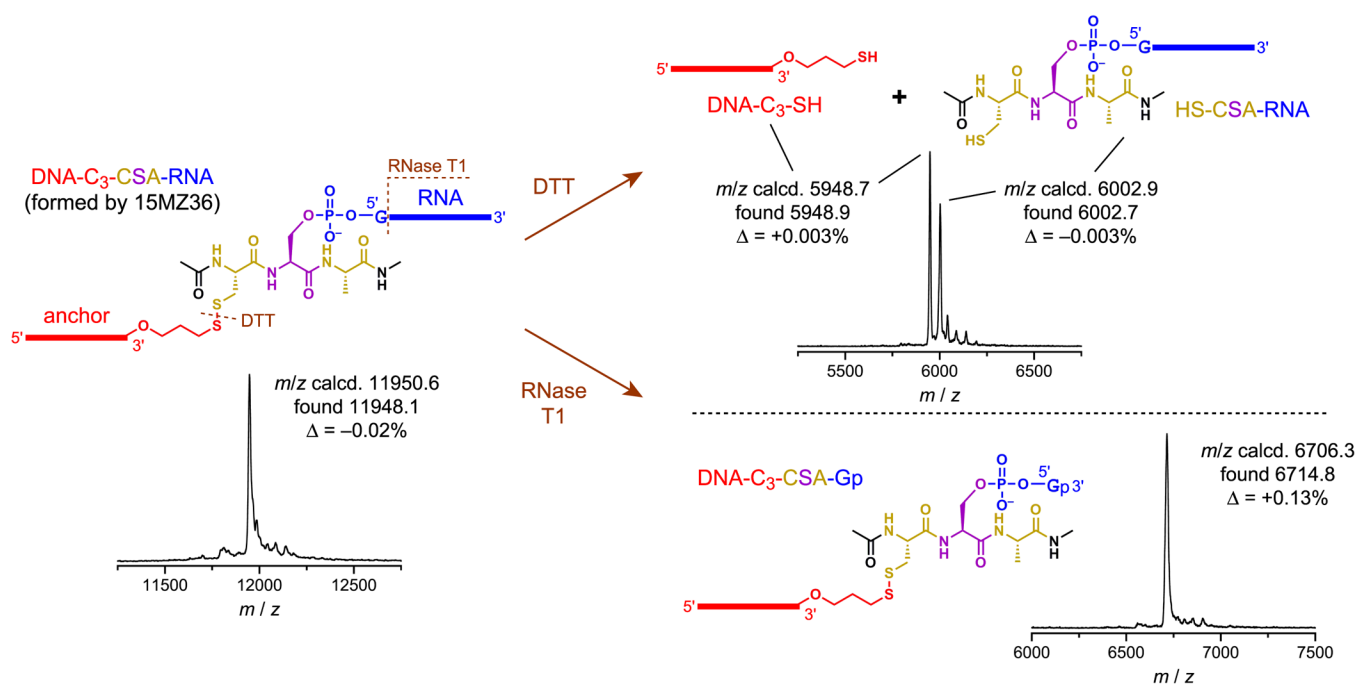 DNA-C3-CSA-RNA
(formed by 15MZ36)
RNase T1
5'
RNA
G
3'
O
O P O
O–
O
H
N
O
H
N
O
N
H
O
N
H
O
S
S
DTT
anchor
5'
O
3'
m/z calcd. 11950.6
found 11948.1
Δ = –0.02%
11500 12000 12500
m / z
DTT
RNase
T1
5'
O
3'
SH
DNA-C3-SH
+
O
O P O
O–
5'
G
3'
H
N
O
H
N
O
O
N
H
O
N
H
HS
HS-CSA-RNA
m/z calcd. 5948.7
found 5948.9
Δ = +0.003%
m/z calcd. 6002.9
found 6002.7
Δ = –0.003%
5500 6000 6500
m / z
DNA-C3-CSA-Gp
O
O P O
O–
5'
Gp 3'
H
N
O
H
N
O
O
N
H
O
N
H
S
S
5'
O
3'
m/z calcd. 6706.3
found 6714.8
Δ = +0.13%
6000 6500 7000 7500
m / z